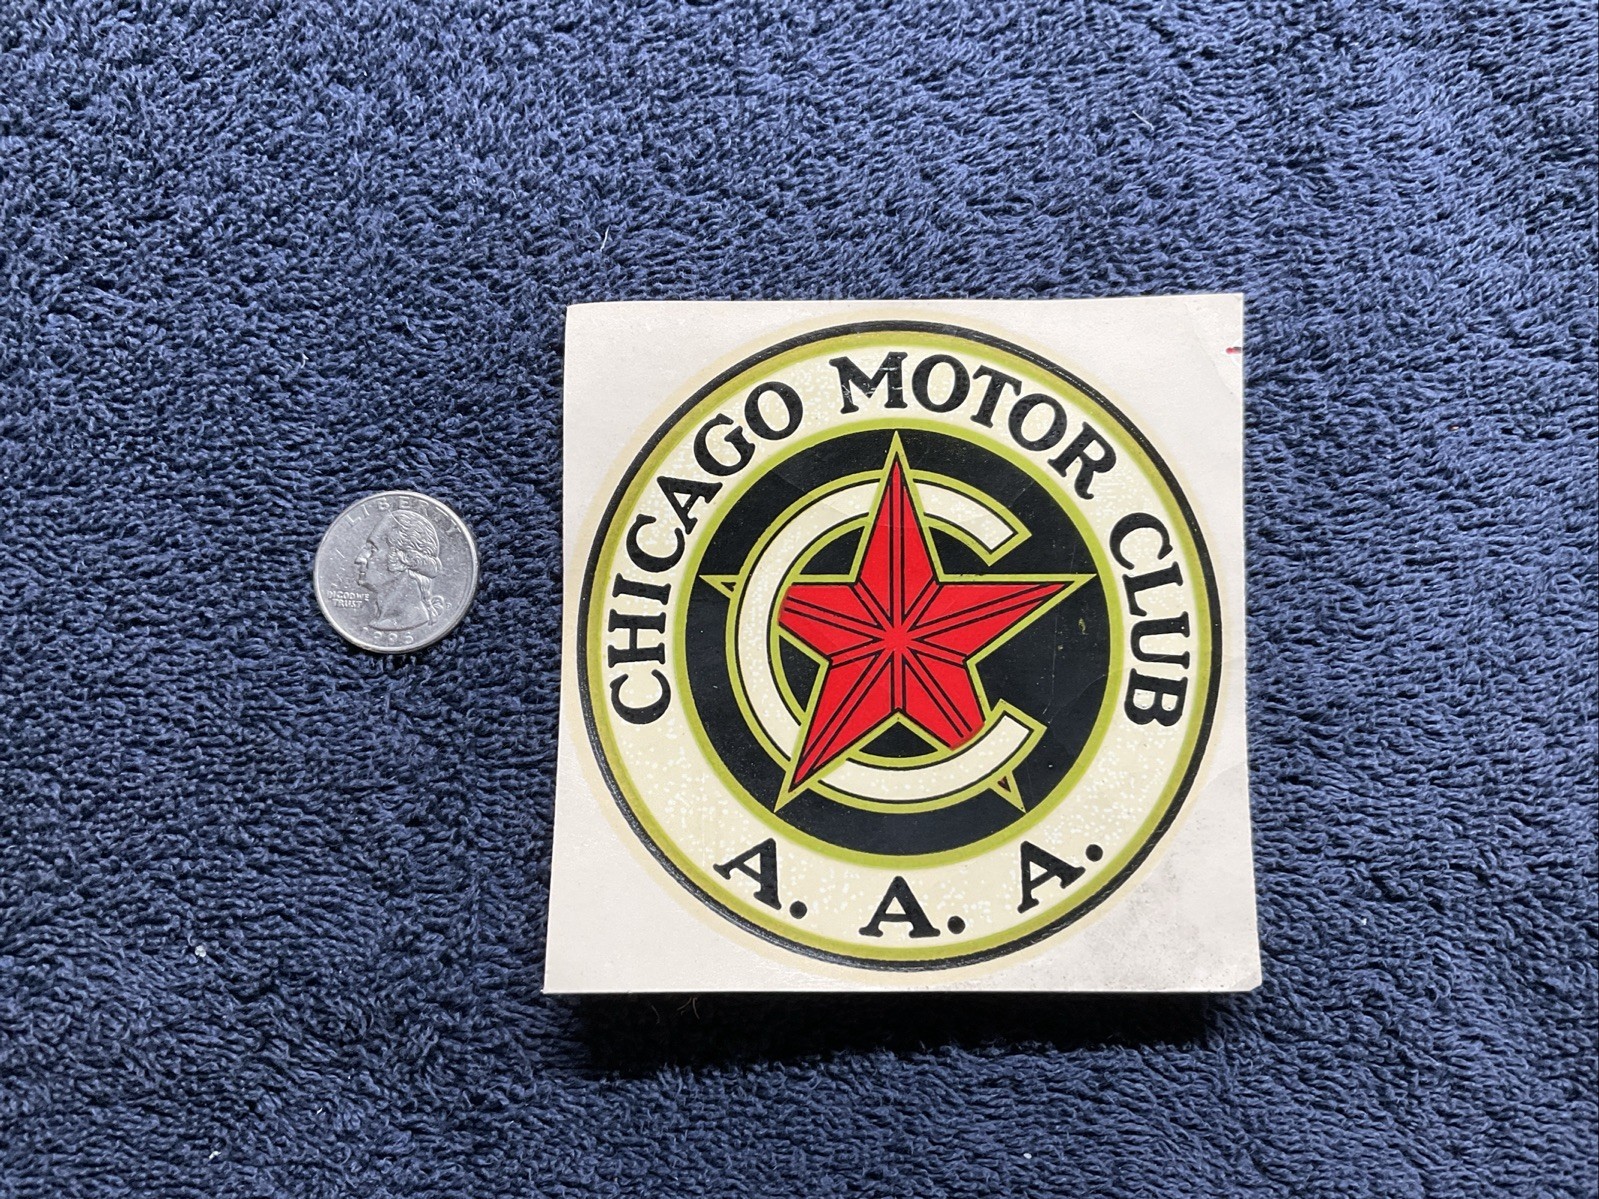 CHICAGO MOTOR CLUB
A. A. A.
C
LIBERTY
IN GOD WE
TRUST
P
1995